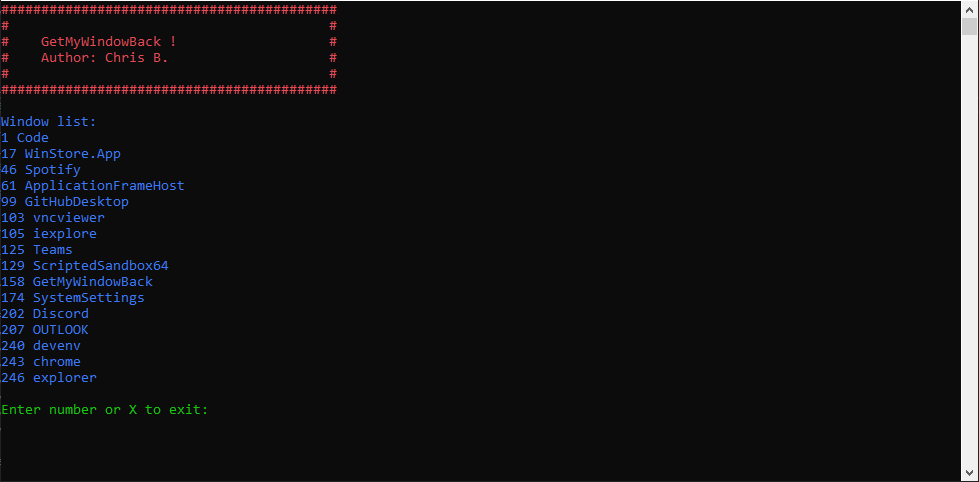 ##########################################
#                                        #
#    GetMyWindowBack !                   #
#    Author: Chris B.                    #
#                                        #
##########################################
Window list:
1 Code
17 WinStore.App
46 Spotify
61 ApplicationFrameHost
99 GitHubDesktop
103 vncviewer
105 iexplore
125 Teams
129 ScriptedSandbox64
158 GetMyWindowBack
174 SystemSettings
202 Discord
207 OUTLOOK
240 devenv
243 chrome
246 explorer
Enter number or X to exit: